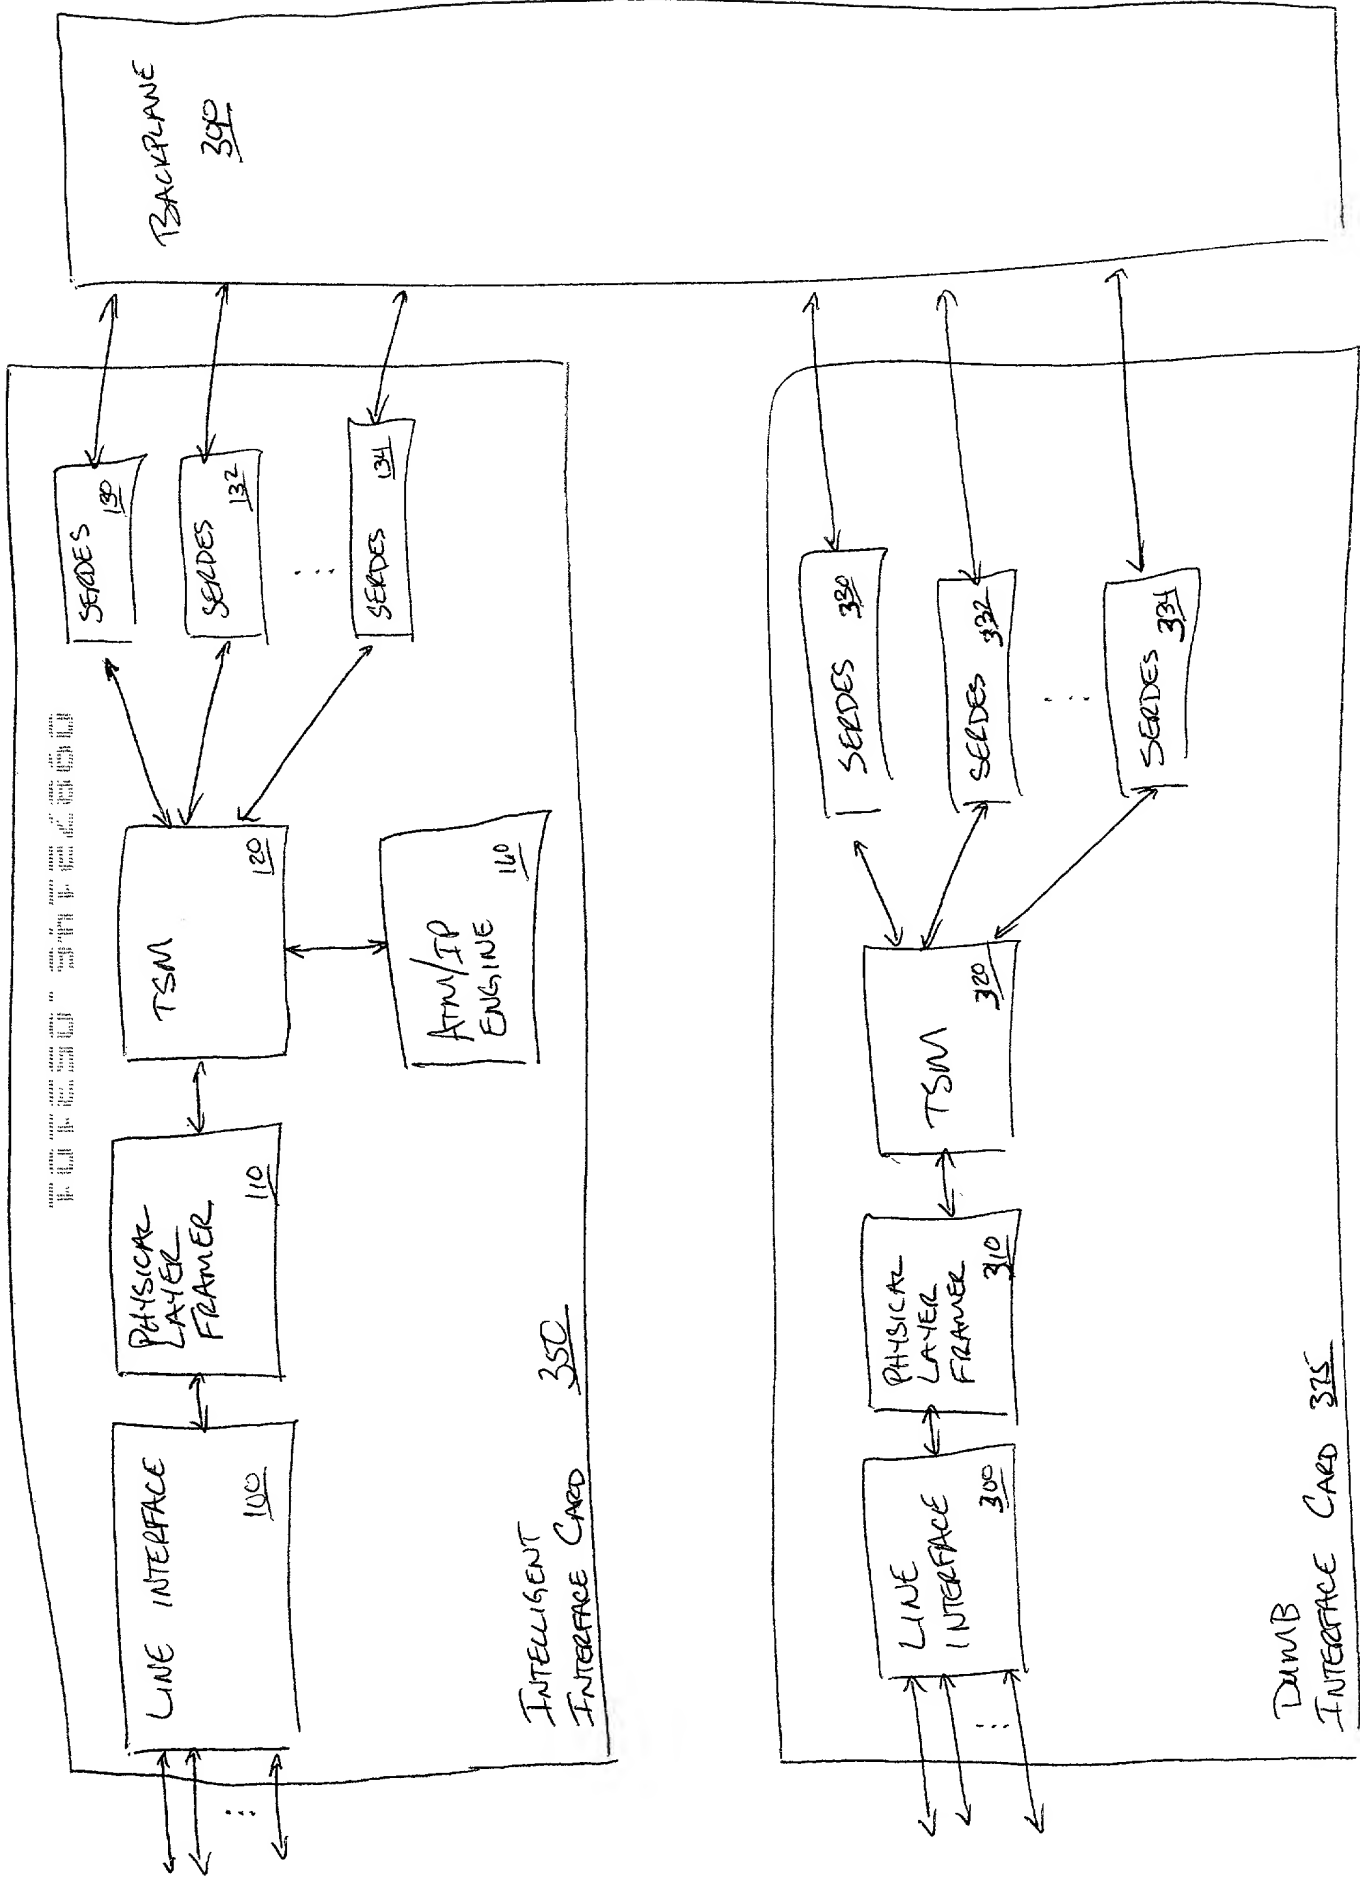 BACKPLANE
390
SERDES
130
SERDES
132
...
SERDES
134
TSM
120
ATM/IP
ENGINE
140
PHYSICAL
LAYER
FRAMER
110
LINE INTERFACE
100
...
INTELLIGENT
INTERFACE CARD 350
SERDES 330
SERDES 332
...
SERDES 334
TSM
320
PHYSICAL
LAYER
FRAMER
310
LINE
INTERFACE
300
...
DUMB
INTERFACE CARD 375